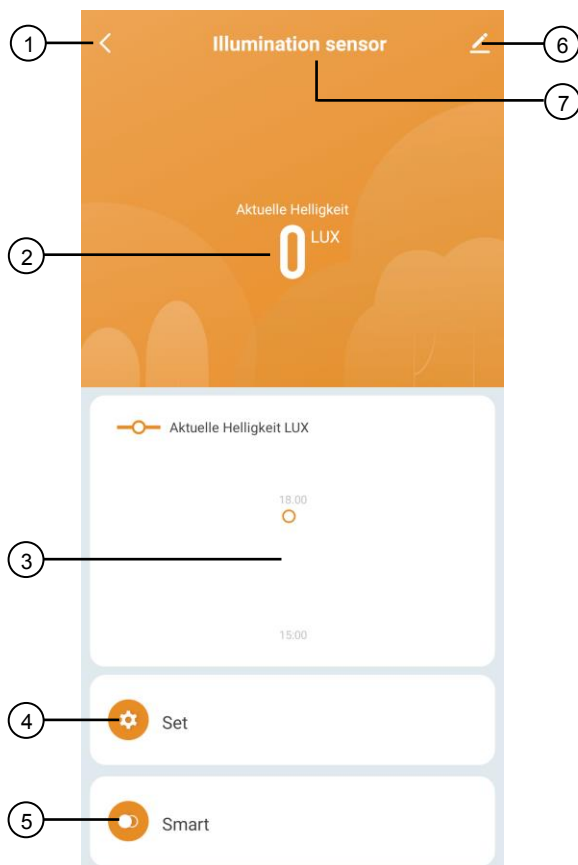 1
Illumination sensor
6
7
Aktuelle Helligkeit
2
0 LUX
Aktuelle Helligkeit LUX
18.00
3
15:00
4
Set
5
Smart